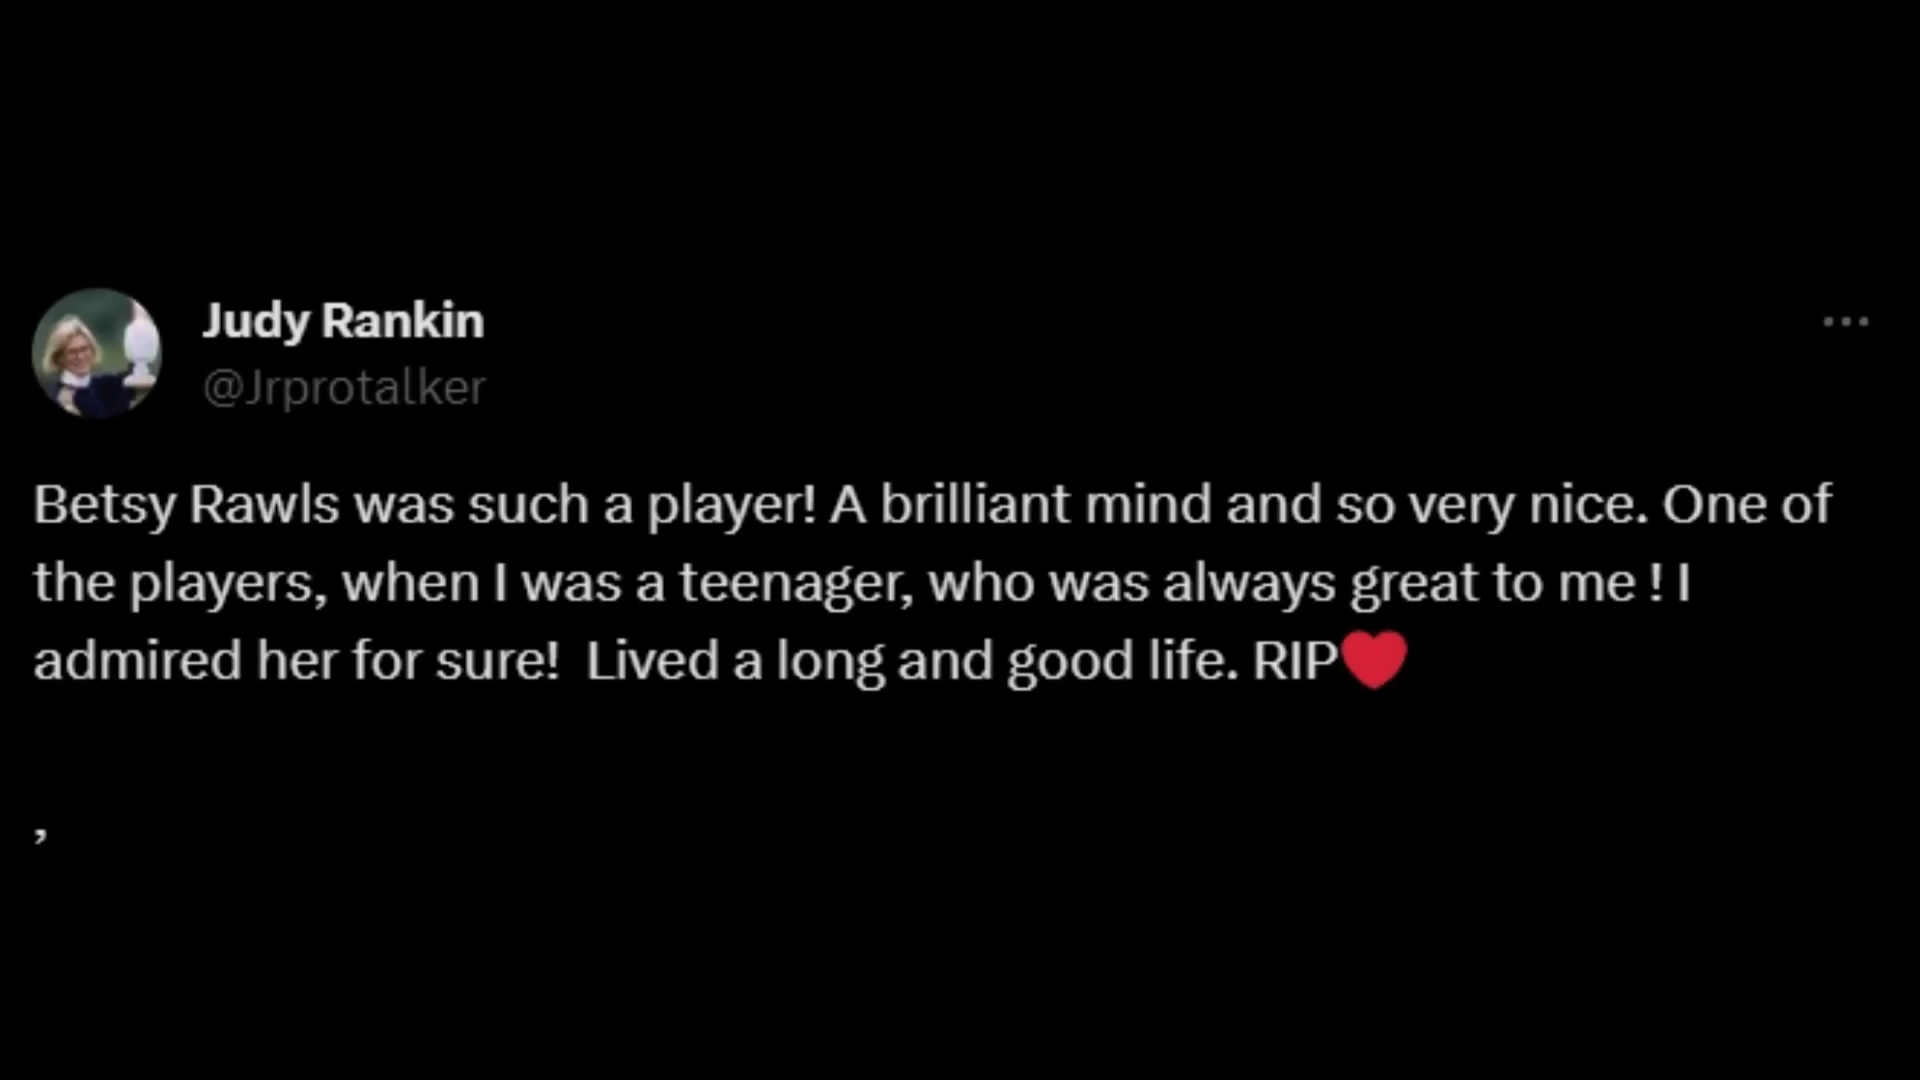 Judy Rankin
@Jrprotalker
Betsy Rawls was such a player! A brilliant mind and so very nice. One of
the players, when I was a teenager, who was always great to me ! I
admired her for sure!  Lived a long and good life. RIP❤️
,